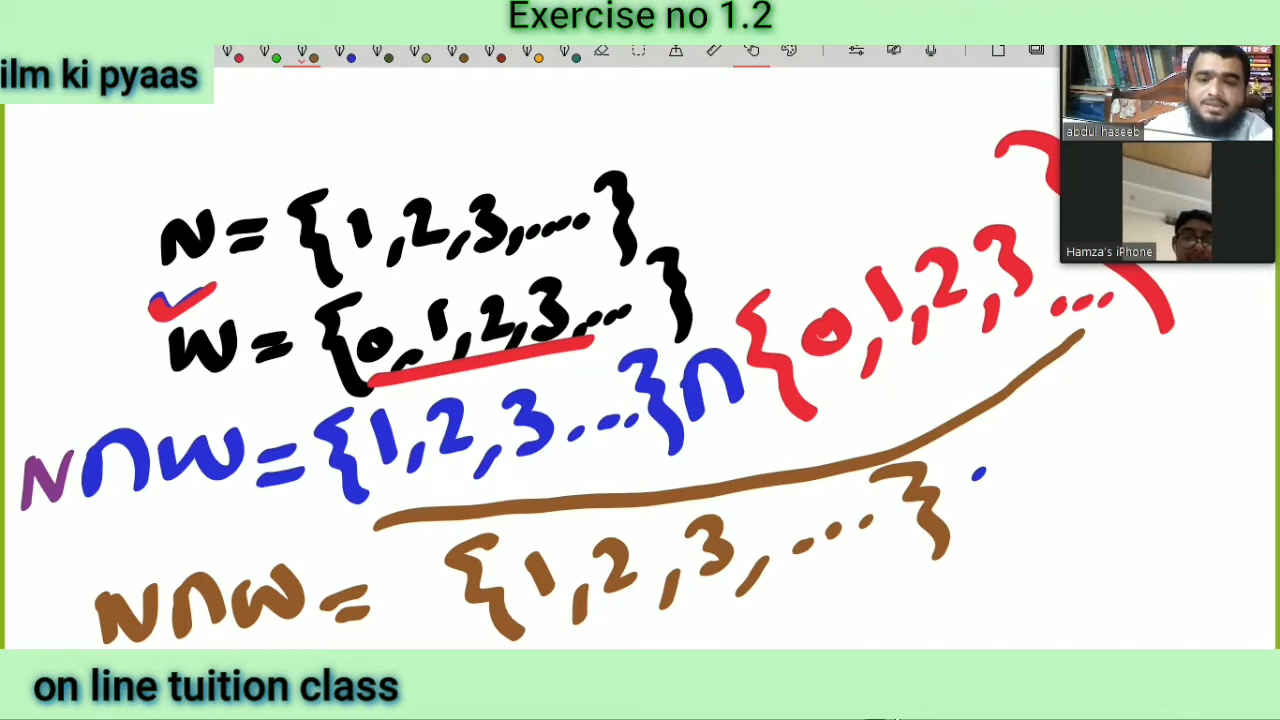 Exercise no 1.2
ilm ki pyaas
abdul haseeb
Hamza's iPhone
N = {1,2,3,....}
W = {0,1,2,3,...}
N∩W = {1,2,3...}∩{0,1,2,3...}
N∩W = {1,2,3,...}
on line tuition class